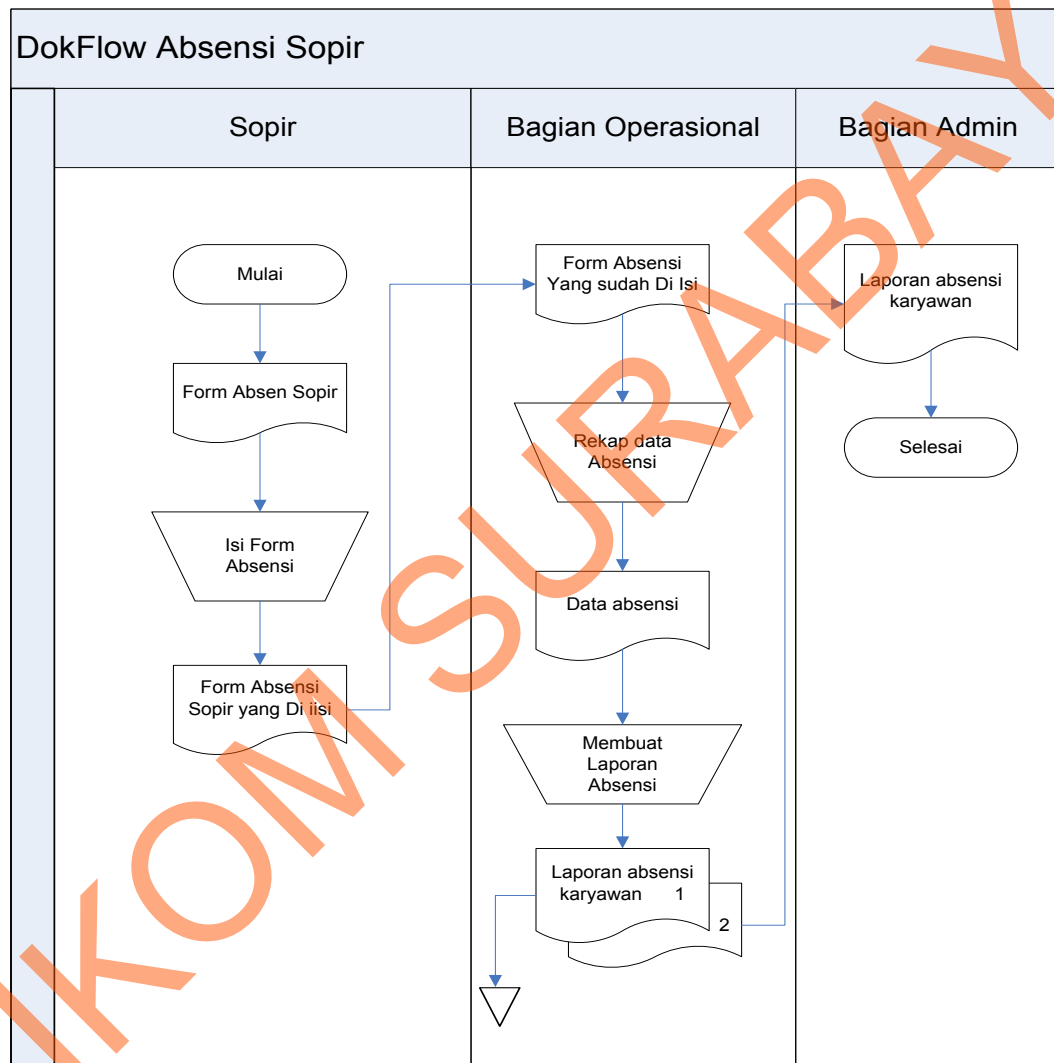 DokFlow Absensi Sopir
Sopir
Bagian Operasional
Bagian Admin
Mulai
Form Absen Sopir
Isi Form
Absensi
Form Absensi
Sopir yang Di iisi
Form Absensi
Yang sudah Di Isi
Rekap data
Absensi
Data absensi
Membuat
Laporan
Absensi
Laporan absensi
karyawan 1
2
Laporan absensi
karyawan
Selesai
IKOM SURABAY